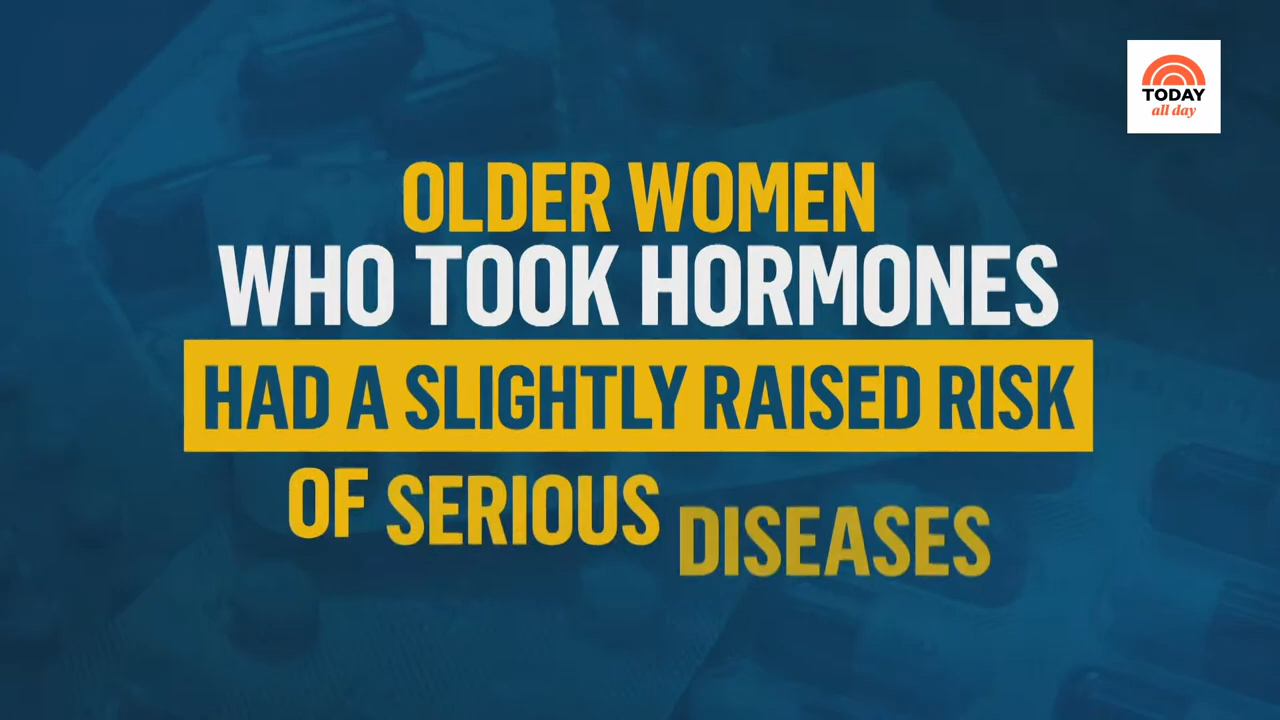 TODAY
all day
OLDER WOMEN
WHO TOOK HORMONES
HAD A SLIGHTLY RAISED RISK
OF SERIOUS DISEASES